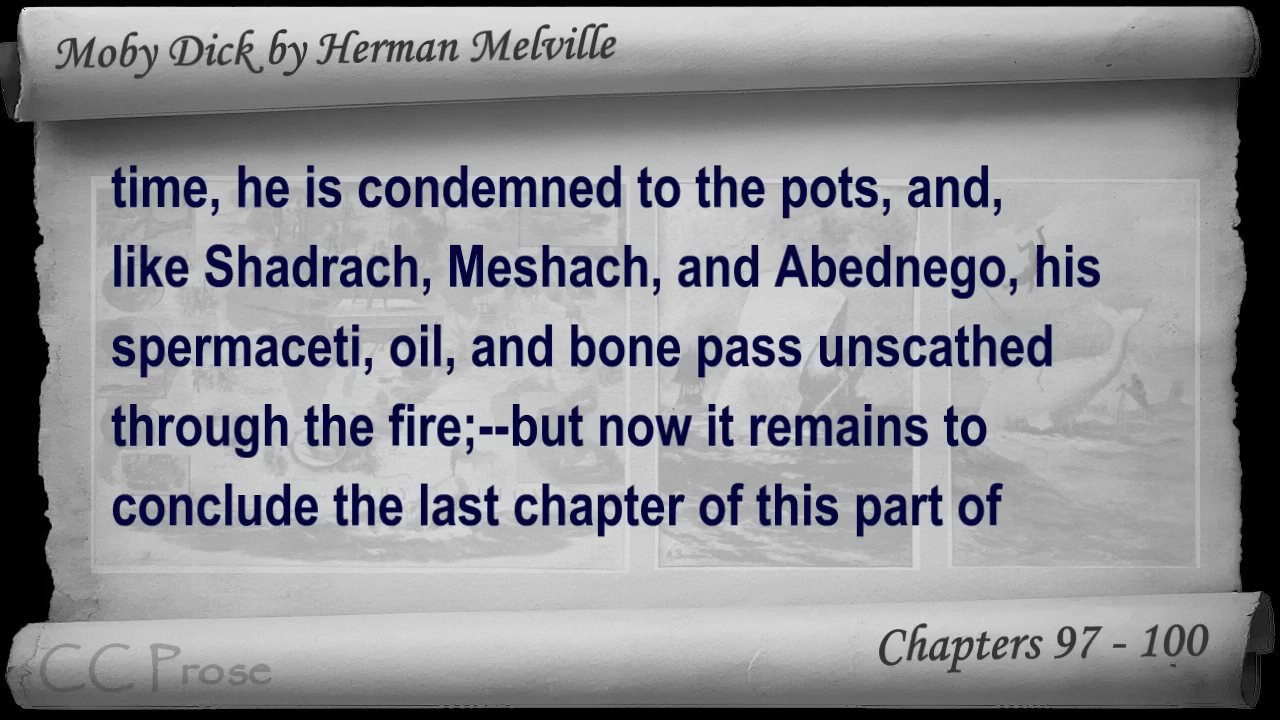 Moby Dick by Herman Melville
time, he is condemned to the pots, and,
like Shadrach, Meshach, and Abednego, his
spermaceti, oil, and bone pass unscathed
through the fire;--but now it remains to
conclude the last chapter of this part of
Chapters 97 - 100
CC Prose